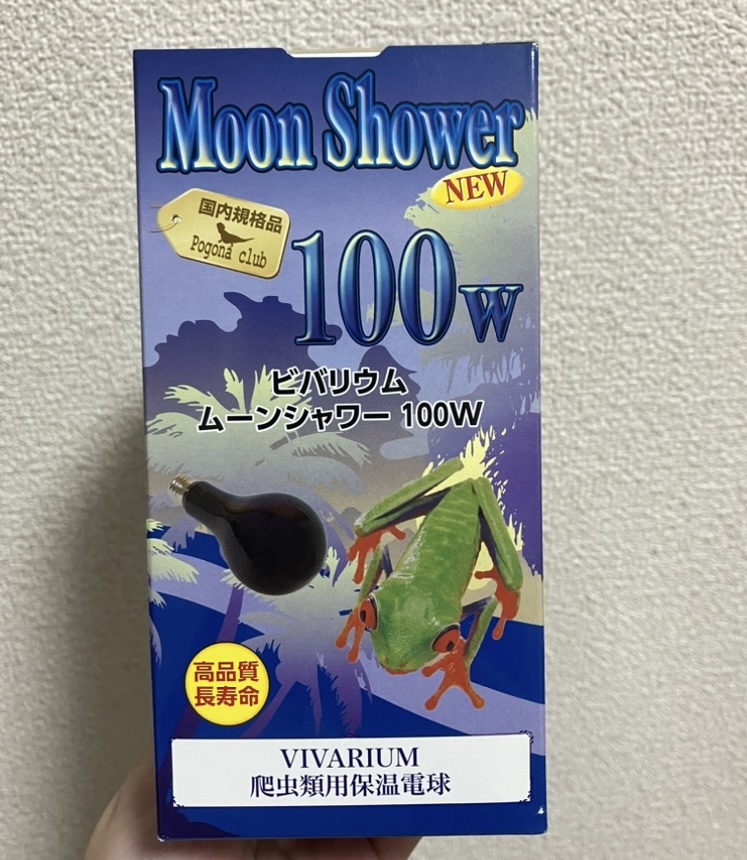 Moon Shower
NEW
国内規格品
Pogona club
100w
ビバリウム
ムーンシャワー 100W
高品質
長寿命
VIVARIUM
爬虫類用保温電球